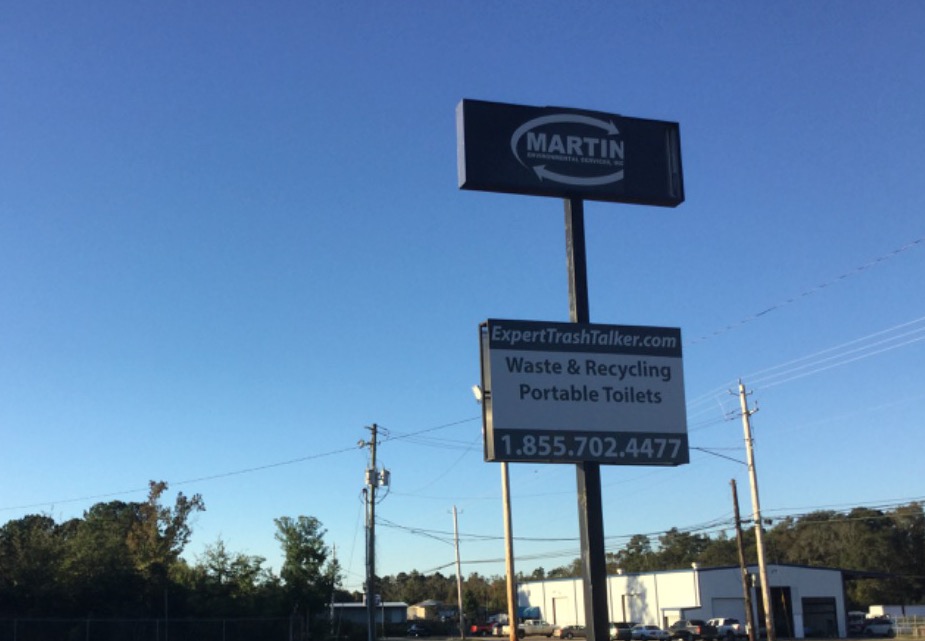 MARTIN
ENVIRONMENTAL SERVICES, INC
ExpertTrashTalker.com
Waste & Recycling
Portable Toilets
1.855.702.4477